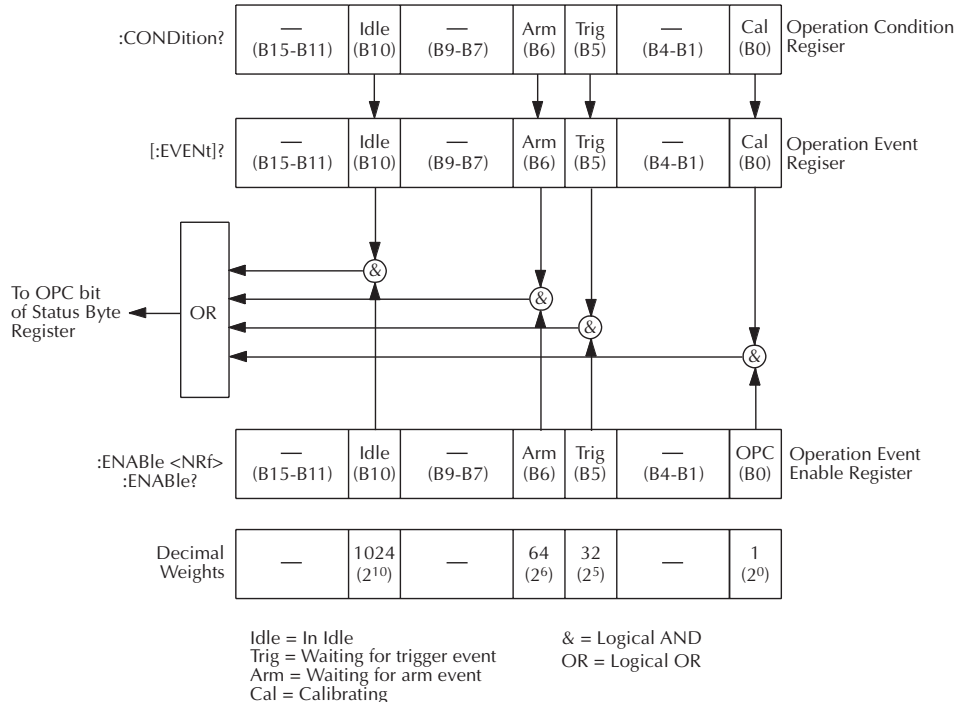 :CONDition?
—
(B15-B11)
Idle
(B10)
—
(B9-B7)
Arm
(B6)
Trig
(B5)
—
(B4-B1)
Cal
(B0)
Operation Condition
Regiser
[:EVENt]?
—
(B15-B11)
Idle
(B10)
—
(B9-B7)
Arm
(B6)
Trig
(B5)
—
(B4-B1)
Cal
(B0)
Operation Event
Regiser
To OPC bit
of Status Byte
Register
OR
&
&
&
&
:ENABle <NRf>
:ENABle?
—
(B15-B11)
Idle
(B10)
—
(B9-B7)
Arm
(B6)
Trig
(B5)
—
(B4-B1)
OPC
(B0)
Operation Event
Enable Register
Decimal
Weights
—
1024
(2¹⁰)
—
64
(2⁶)
32
(2⁵)
—
1
(2⁰)
Idle = In Idle
Trig = Waiting for trigger event
Arm = Waiting for arm event
Cal = Calibrating
& = Logical AND
OR = Logical OR